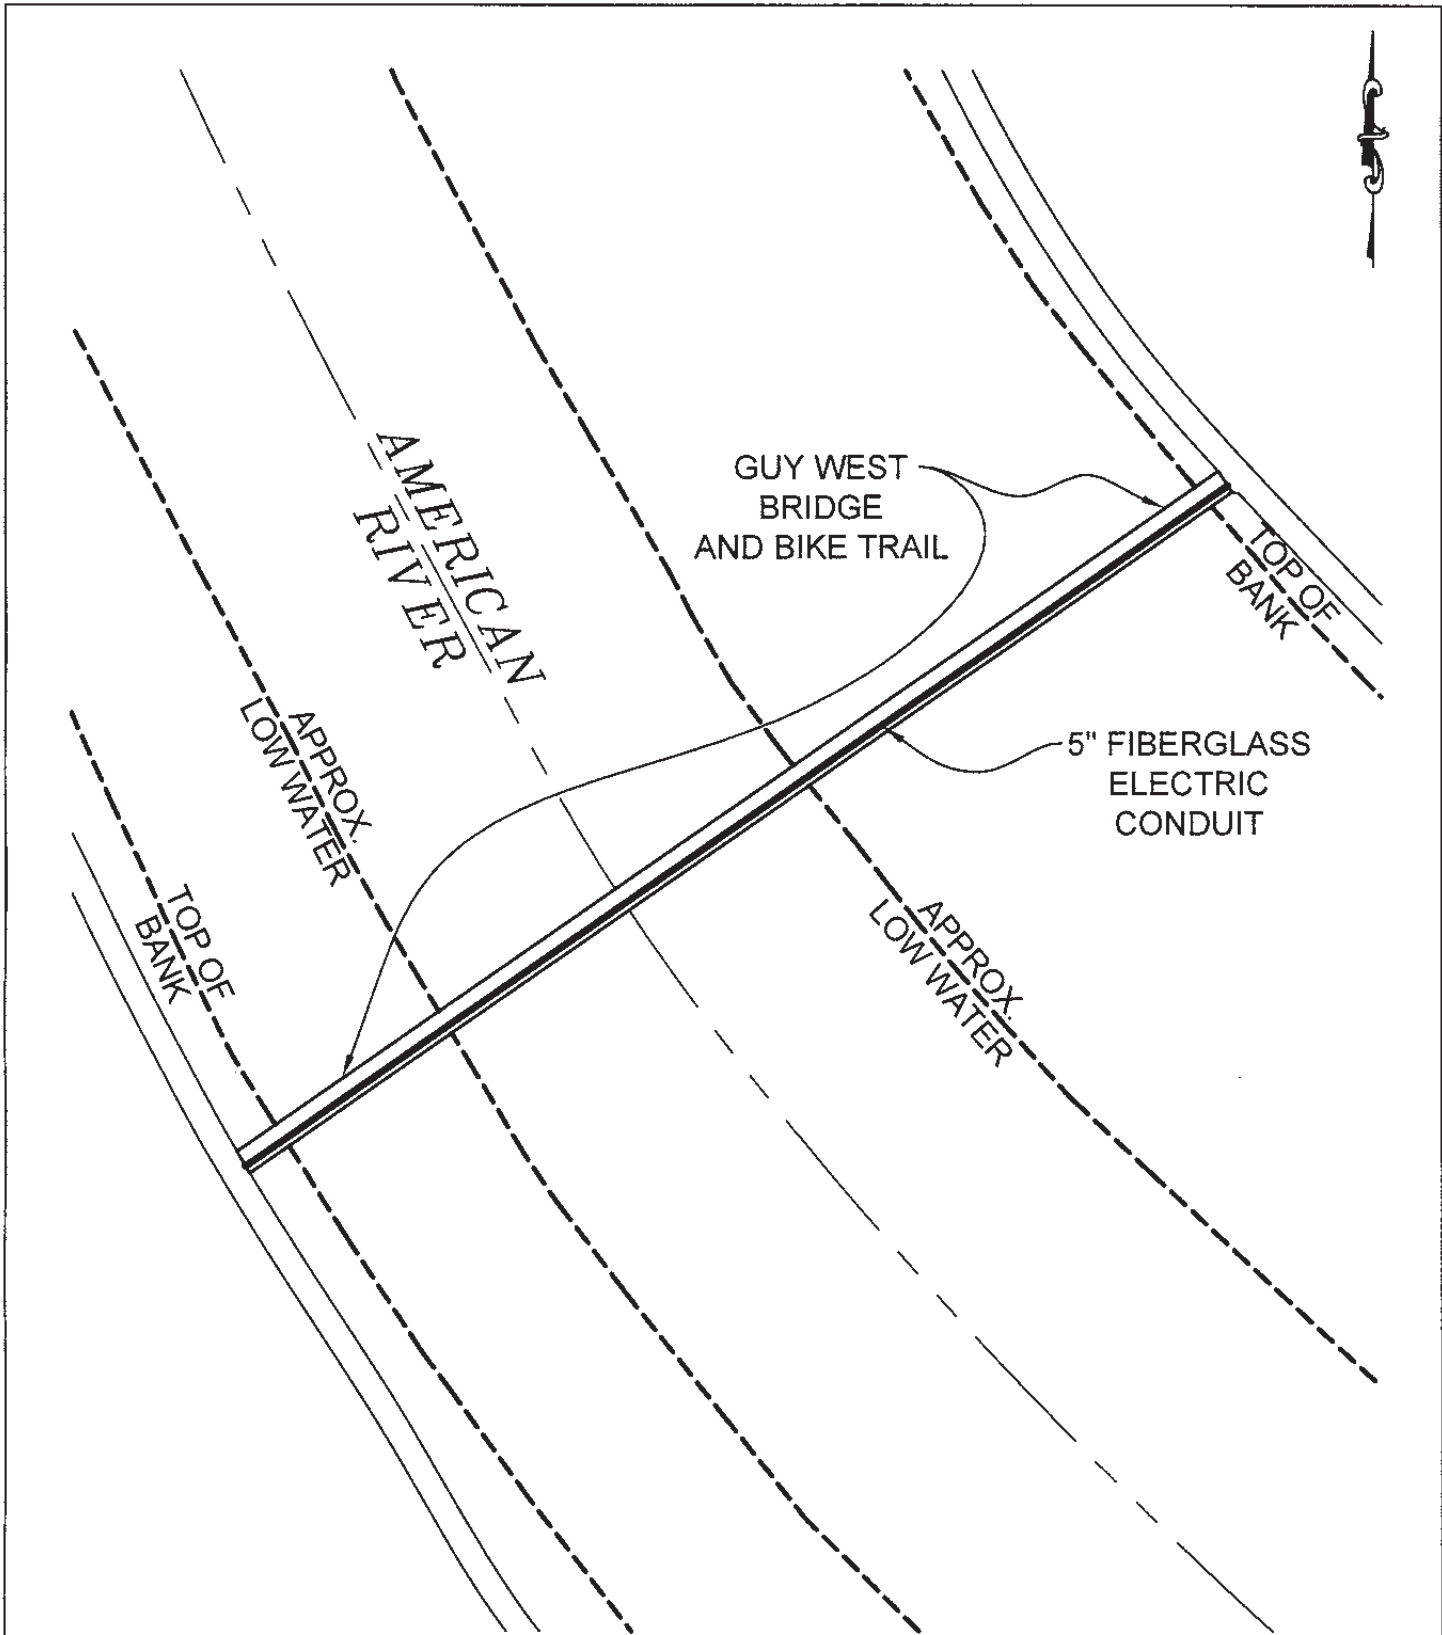 AMERICAN
RIVER
GUY WEST
BRIDGE
AND BIKE TRAIL
TOP OF
BANK
5" FIBERGLASS
ELECTRIC
CONDUIT
APPROX.
LOW WATER
TOP OF
BANK
APPROX.
LOW WATER